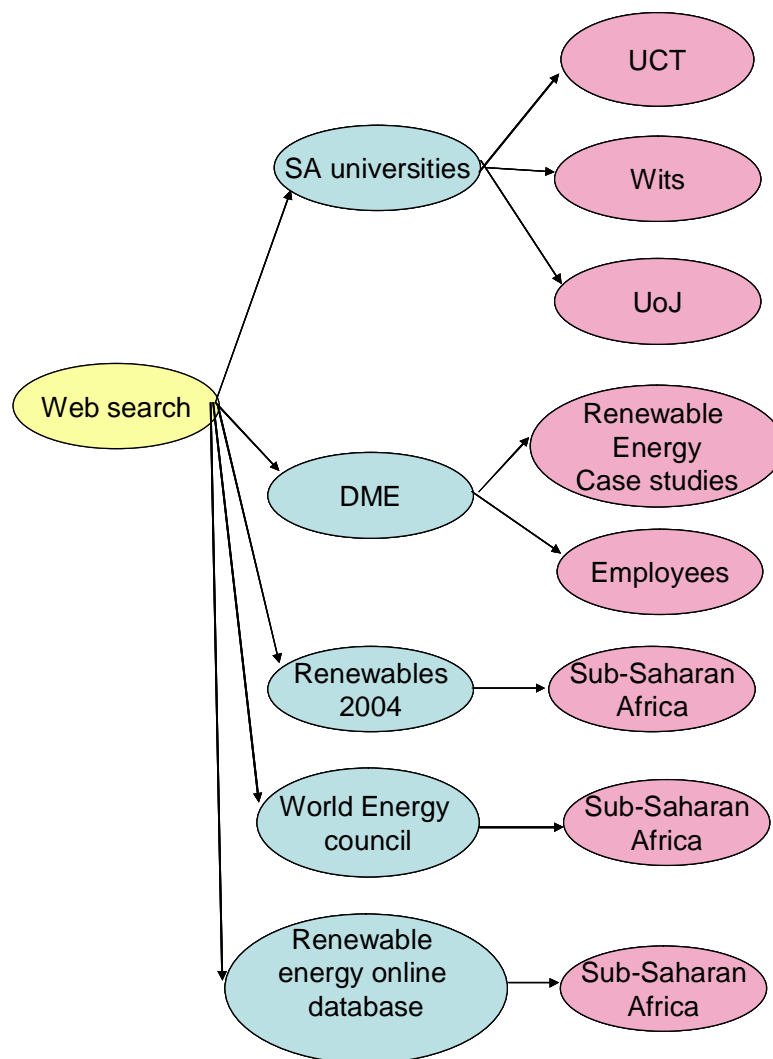 UCT
SA universities
Wits
UoJ
Web search
Renewable
Energy
Case studies
DME
Employees
Renewables
2004
Sub-Saharan
Africa
World Energy
council
Sub-Saharan
Africa
Renewable
energy online
database
Sub-Saharan
Africa